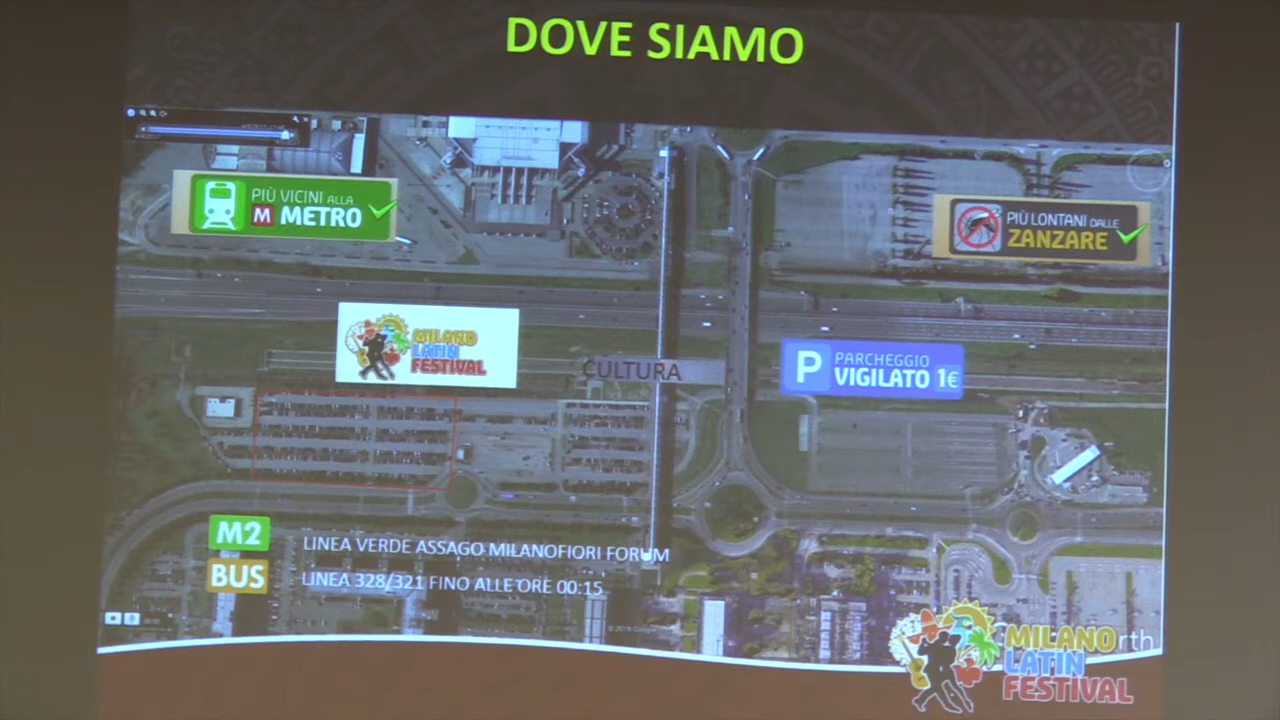 DOVE SIAMO
PIÙ VICINI ALLA
M METRO
PIÙ LONTANI DALLE
ZANZARE
MILANO
LATIN
FESTIVAL
CULTURA
P PARCHEGGIO
VIGILATO 1€
M2 LINEA VERDE ASSAGO MILANOFIORI FORUM
BUS LINEA 328/321 FINO ALLE ORE 00:15
MILANO
LATIN
FESTIVAL
rth